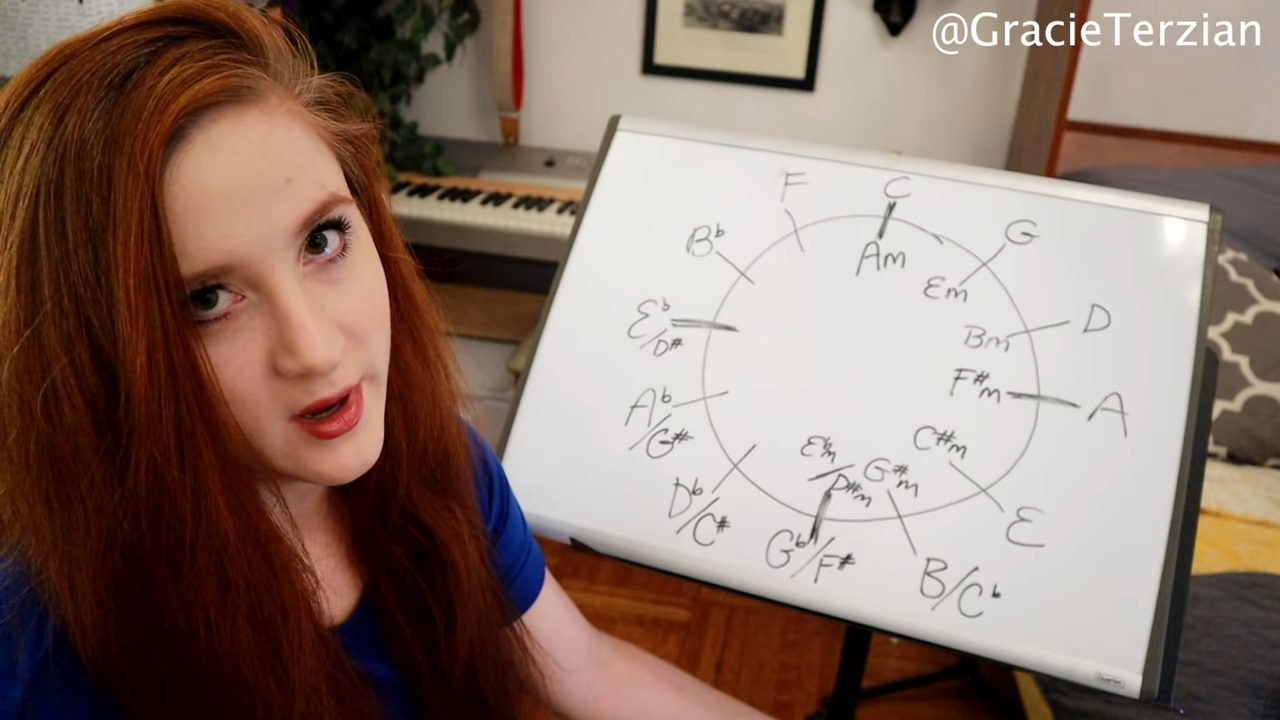 @GracieTerzian
F
C
G
B♭
Am
Em
E♭/D#
Bm
D
F#m
A
A♭/G#
C#m
E♭m/D#m
G#m
D♭/C#
E
G♭/F#
B/C♭